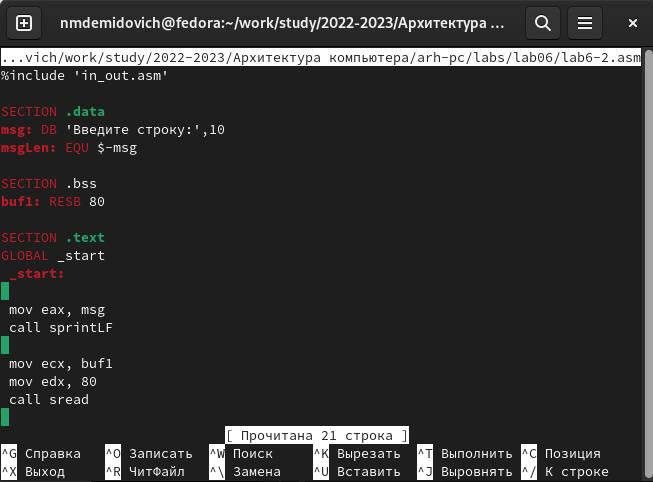 nmdemidovich@fedora:~/work/study/2022-2023/Архитектура ...
...vich/work/study/2022-2023/Архитектура компьютера/arh-pc/labs/lab06/lab6-2.asm
%include 'in_out.asm'
SECTION .data
msg: DB 'Введите строку:',10
msgLen: EQU $-msg
SECTION .bss
buf1: RESB 80
SECTION .text
GLOBAL _start
_start:
mov eax, msg
call sprintLF
mov ecx, buf1
mov edx, 80
call sread
[ Прочитана 21 строка ]
^G Справка ^O Записать ^W Поиск ^K Вырезать ^T Выполнить ^C Позиция
^X Выход ^R ЧитФайл ^\ Замена ^U Вставить ^J Выровнять ^/ К строке